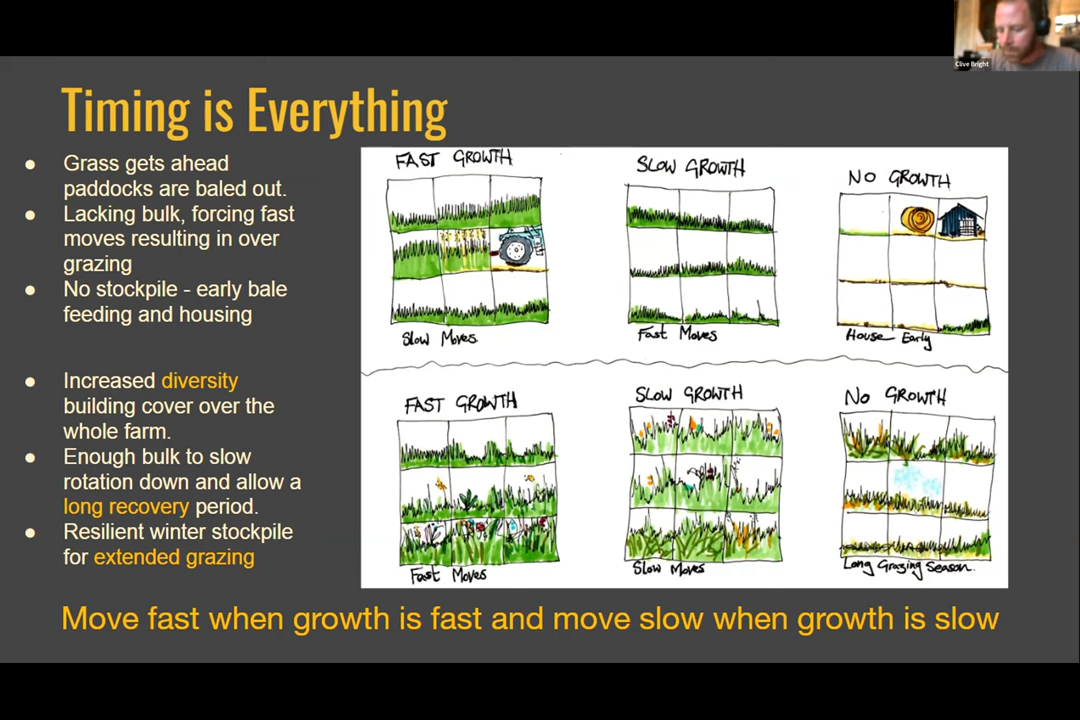 Clive Bright
Timing is Everything
Grass gets ahead
paddocks are baled out.
Lacking bulk, forcing fast
moves resulting in over
grazing
No stockpile - early bale
feeding and housing
Increased diversity
building cover over the
whole farm.
Enough bulk to slow
rotation down and allow a
long recovery period.
Resilient winter stockpile
for extended grazing
FAST GROWTH
SLOW GROWTH
NO GROWTH
Slow Moves.
Fast Moves
House Early
FAST GROWTH
SLOW GROWTH
NO GROWTH
Fast Moves
Slow Moves
Long Grazing Season.
Move fast when growth is fast and move slow when growth is slow